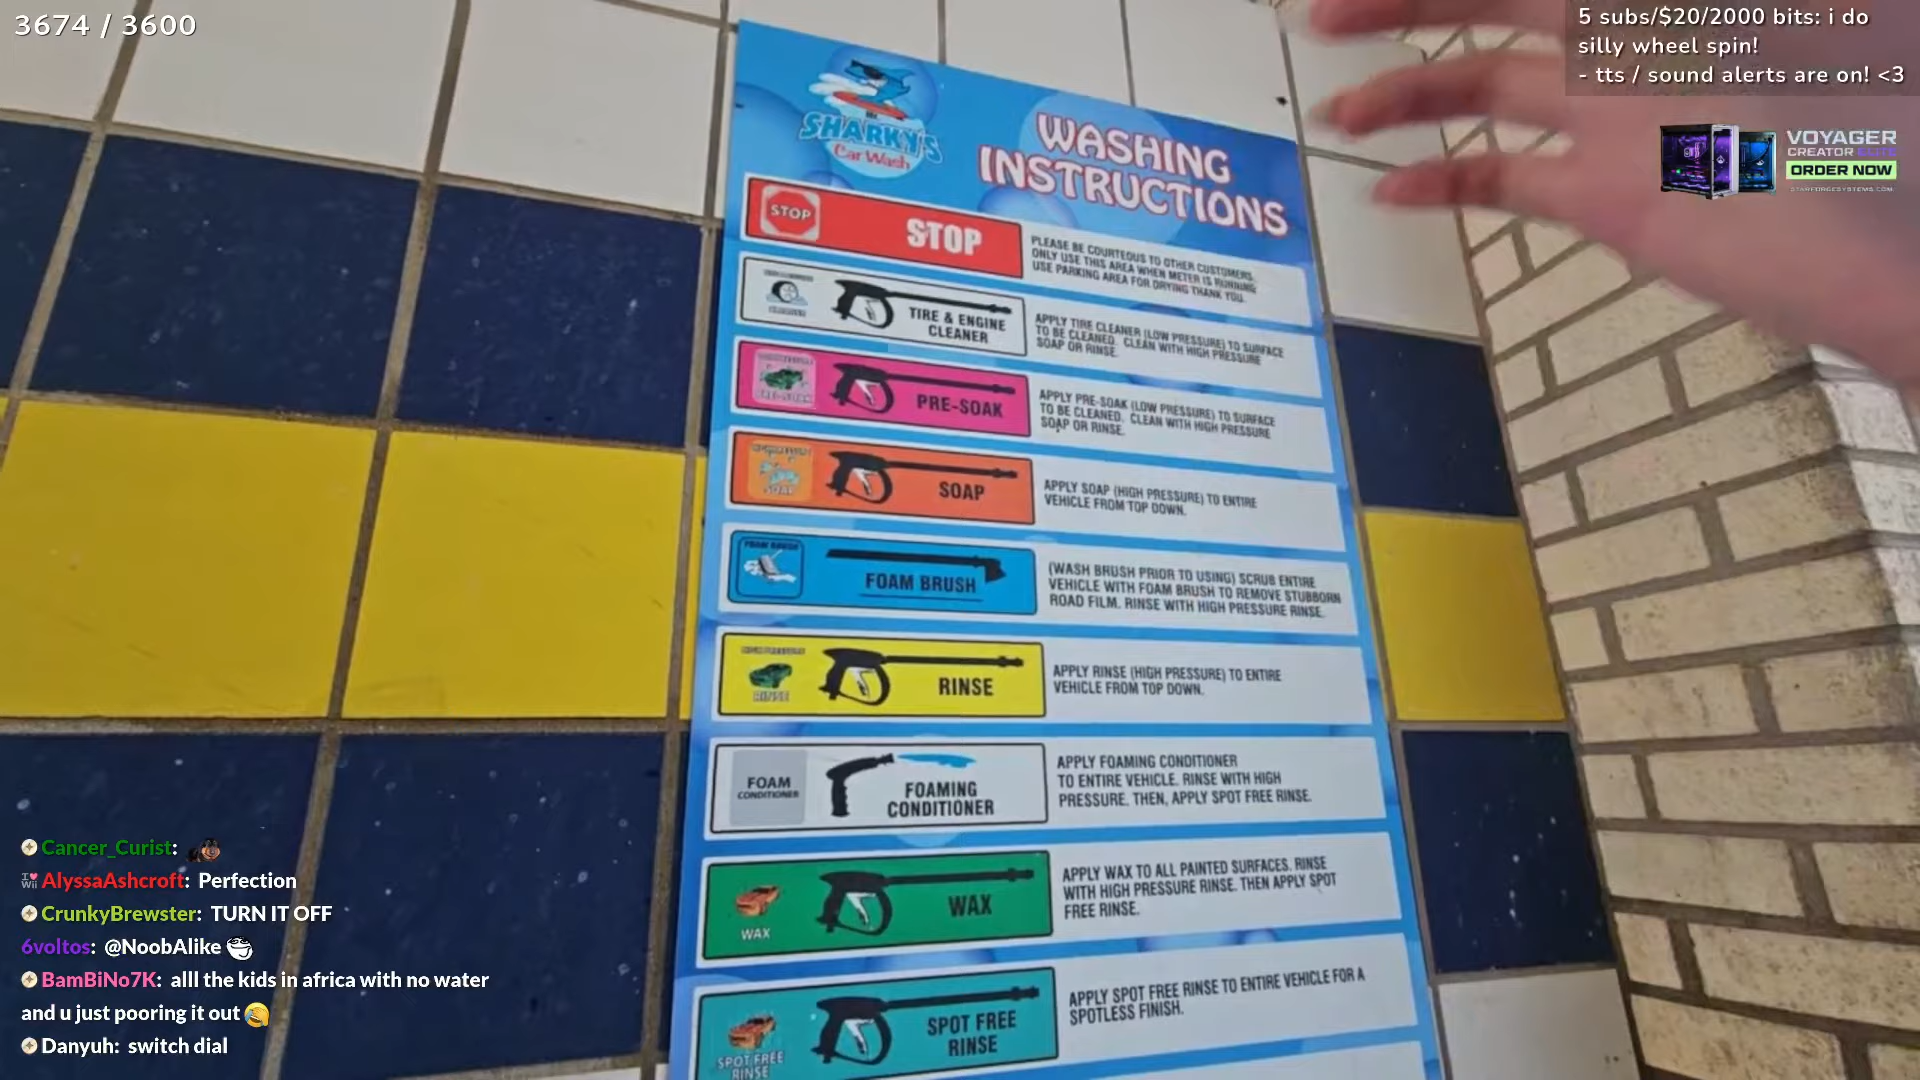 3674 / 3600
5 subs/$20/2000 bits: i do
silly wheel spin!
- tts / sound alerts are on! <3
VOYAGER
CREATOR ELITE
ORDER NOW
STARFORGESYSTEMS.COM
SHARKY'S
Car Wash
WASHING
INSTRUCTIONS
STOP
STOP
PLEASE BE COURTEOUS TO OTHER CUSTOMERS.
ONLY USE THIS AREA WHEN METER IS RUNNING.
USE PARKING AREA FOR DRYING THANK YOU.
TIRE & ENGINE
CLEANER
APPLY TIRE CLEANER (LOW PRESSURE) TO SURFACE
TO BE CLEANED. CLEAN WITH HIGH PRESSURE
SOAP OR RINSE.
PRE-SOAK
PRE-SOAK
APPLY PRE-SOAK (LOW PRESSURE) TO SURFACE
TO BE CLEANED. CLEAN WITH HIGH PRESSURE
SOAP OR RINSE.
SOAP
SOAP
APPLY SOAP (HIGH PRESSURE) TO ENTIRE
VEHICLE FROM TOP DOWN.
FOAM BRUSH
FOAM BRUSH
(WASH BRUSH PRIOR TO USING) SCRUB ENTIRE
VEHICLE WITH FOAM BRUSH TO REMOVE STUBBORN
ROAD FILM. RINSE WITH HIGH PRESSURE RINSE.
HIGH PRESSURE
RINSE
RINSE
APPLY RINSE (HIGH PRESSURE) TO ENTIRE
VEHICLE FROM TOP DOWN.
FOAM
CONDITIONER
FOAMING
CONDITIONER
APPLY FOAMING CONDITIONER
TO ENTIRE VEHICLE. RINSE WITH HIGH
PRESSURE. THEN, APPLY SPOT FREE RINSE.
WAX
WAX
APPLY WAX TO ALL PAINTED SURFACES. RINSE
WITH HIGH PRESSURE RINSE. THEN APPLY SPOT
FREE RINSE.
SPOT FREE
RINSE
SPOT FREE
RINSE
APPLY SPOT FREE RINSE TO ENTIRE VEHICLE FOR A
SPOTLESS FINISH.
Cancer_Curist:
AlyssaAshcroft: Perfection
CrunkyBrewster: TURN IT OFF
6voltos: @NoobAlike
BamBiNo7K: alll the kids in africa with no water
and u just pooring it out
Danyuh: switch dial